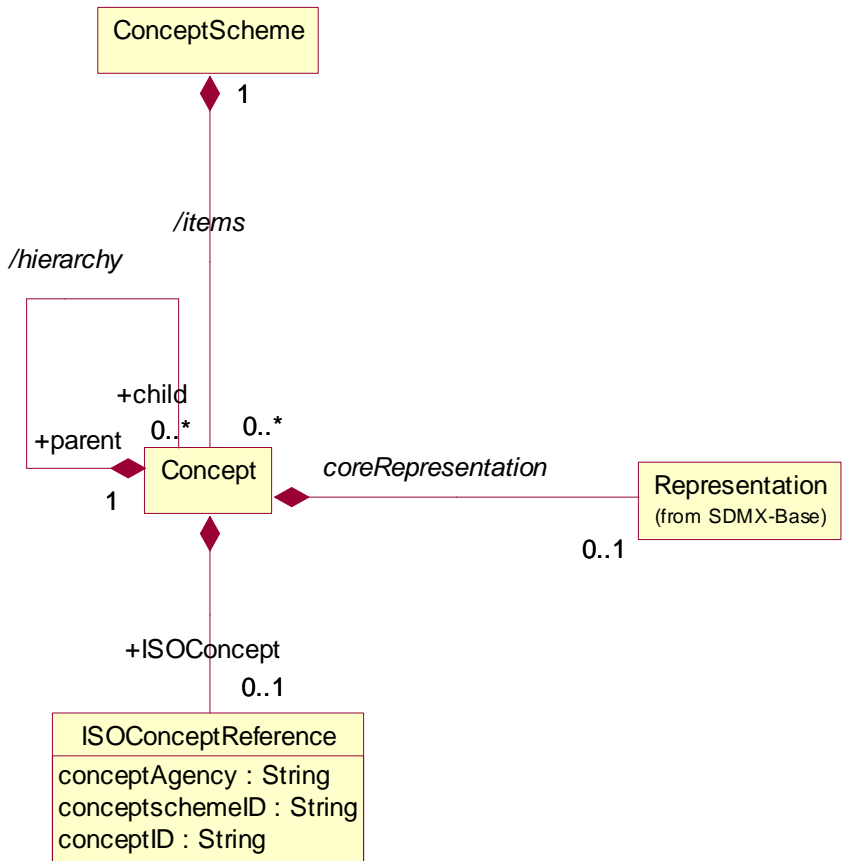 ConceptScheme
1
/items
/hierarchy
+child
0..*
0..*
+parent
1
Concept
coreRepresentation
Representation
(from SDMX-Base)
0..1
+ISOConcept
0..1
ISOConceptReference
conceptAgency : String
conceptschemeID : String
conceptID : String